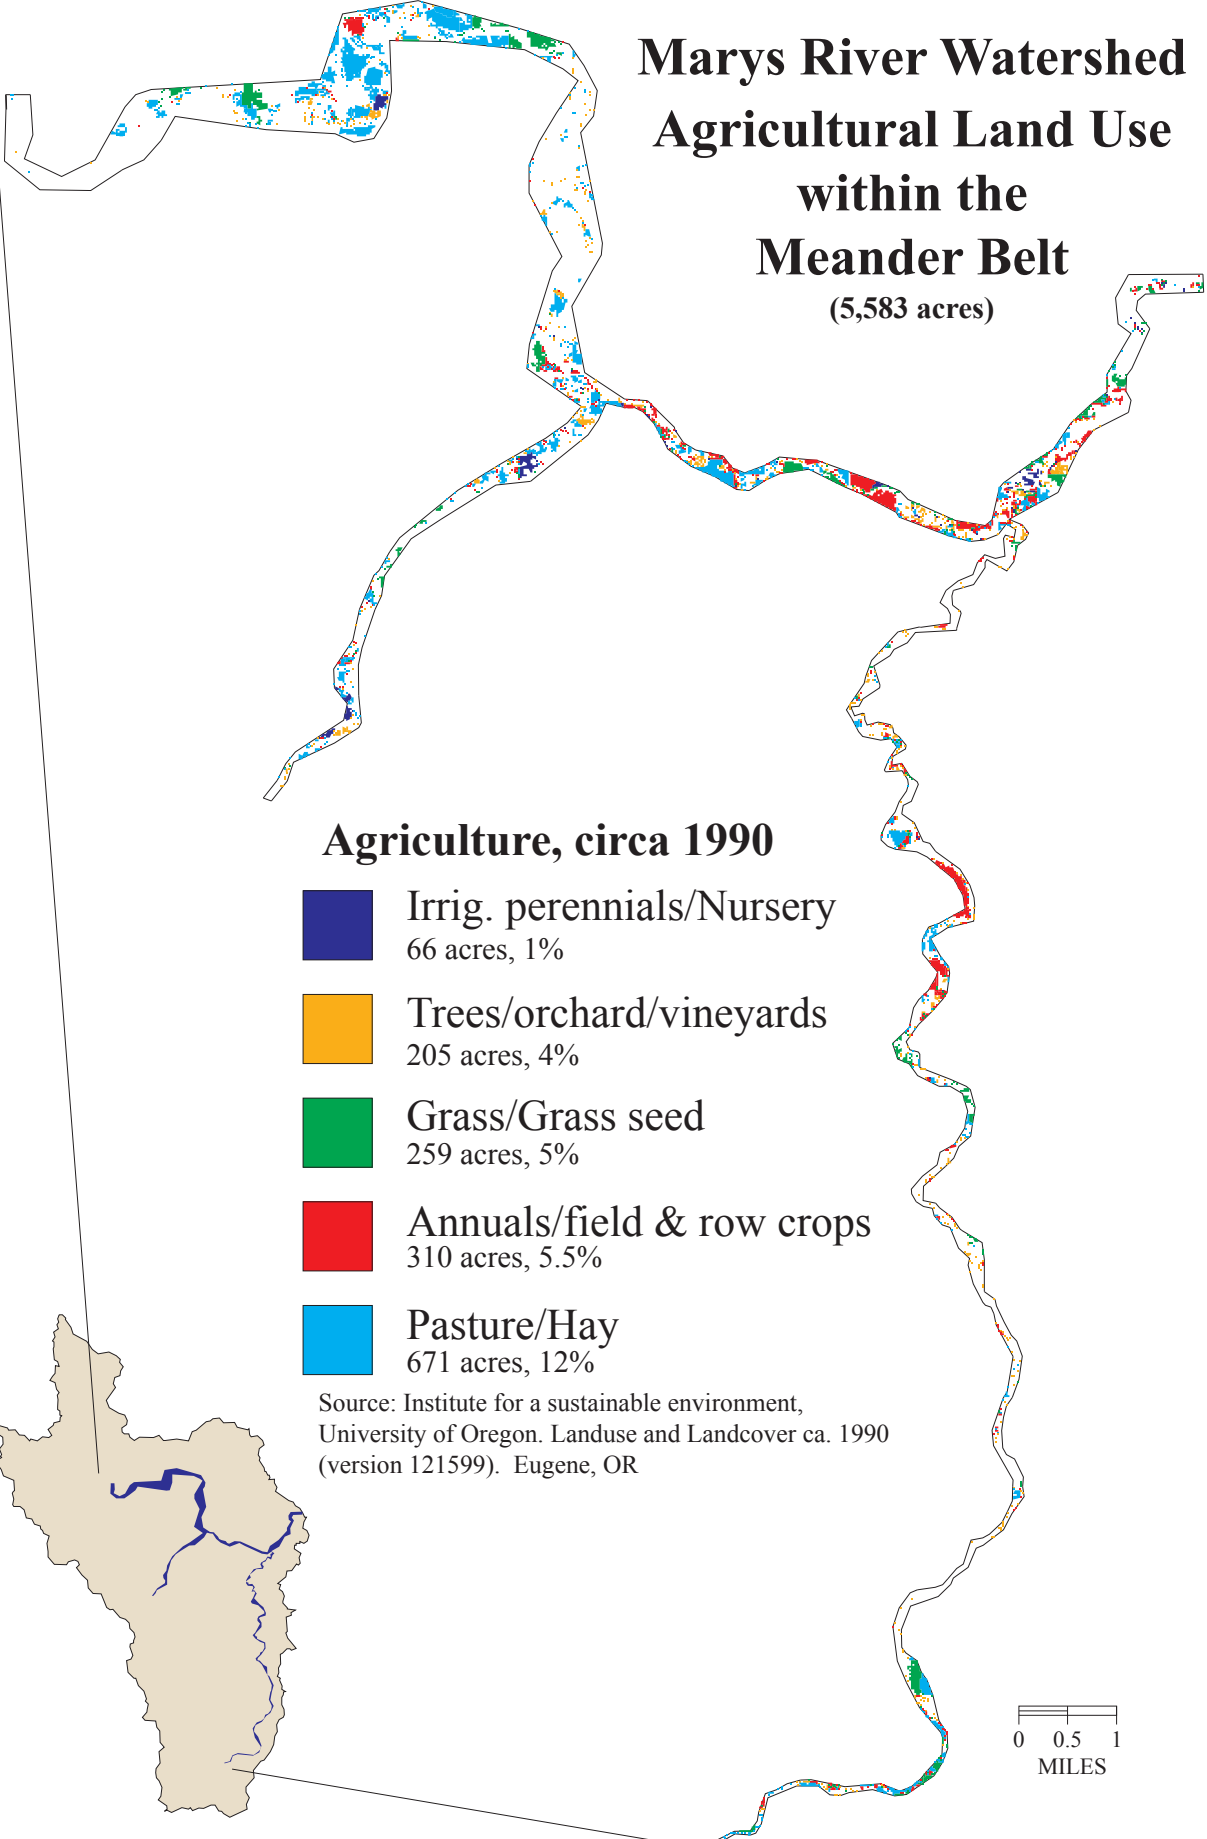 Marys River Watershed
Agricultural Land Use
within the
Meander Belt
(5,583 acres)
Agriculture, circa 1990
Irrig. perennials/Nursery
66 acres, 1%
Trees/orchard/vineyards
205 acres, 4%
Grass/Grass seed
259 acres, 5%
Annuals/field & row crops
310 acres, 5.5%
Pasture/Hay
671 acres, 12%
Source: Institute for a sustainable environment,
University of Oregon. Landuse and Landcover ca. 1990
(version 121599). Eugene, OR
0 0.5 1
MILES